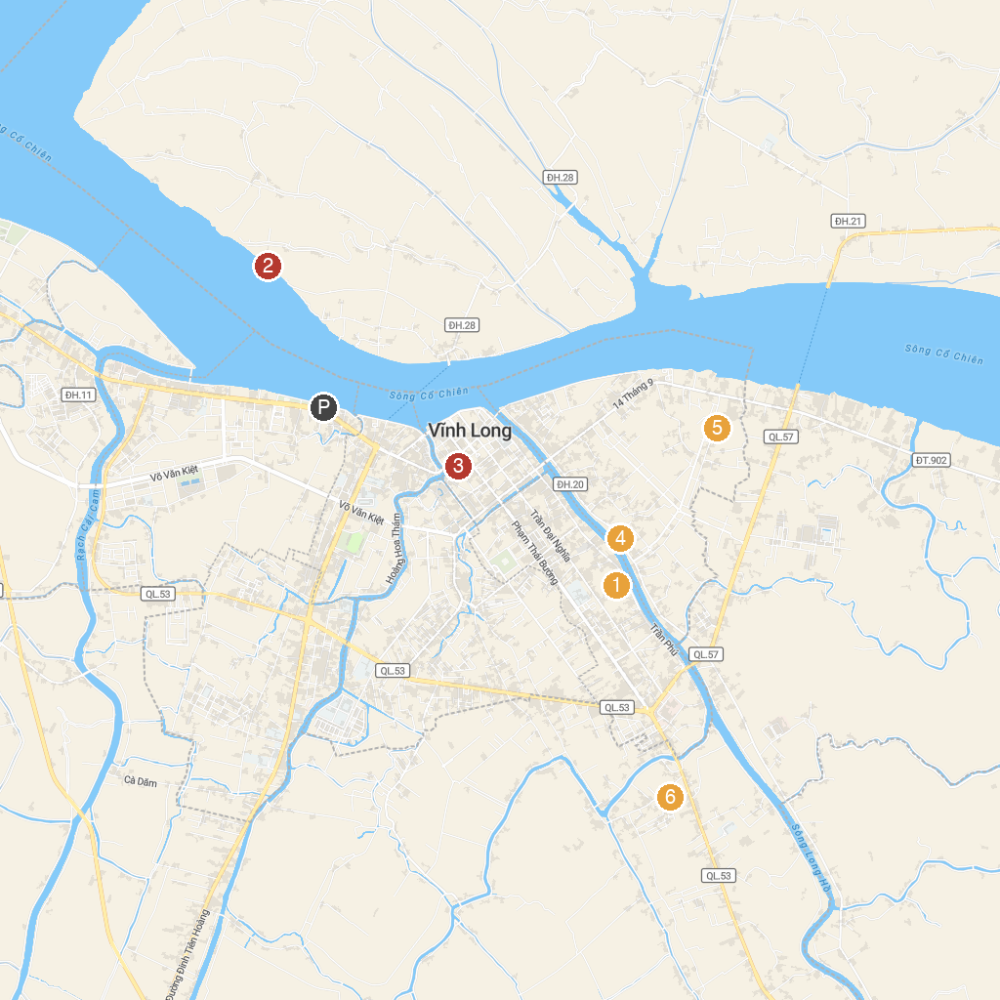 Sông Cổ Chiên
ĐH.28
ĐH.21
2
ĐH.28
Sông Cổ Chiên
ĐH.11
P
Sông Cổ Chiên
14 Tháng 9
Vĩnh Long
5
QL.57
3
ĐT.902
Võ Văn Kiệt
ĐH.20
Võ Văn Kiệt
Rạch Cái Cam
Hoàng Hoa Thám
Trần Đại Nghĩa
Phạm Thái Bường
4
1
QL.53
Trần Phú
QL.57
QL.53
QL.53
Cà Dăm
6
Sông Long Hồ
QL.53
Đường Đinh Tiên Hoàng